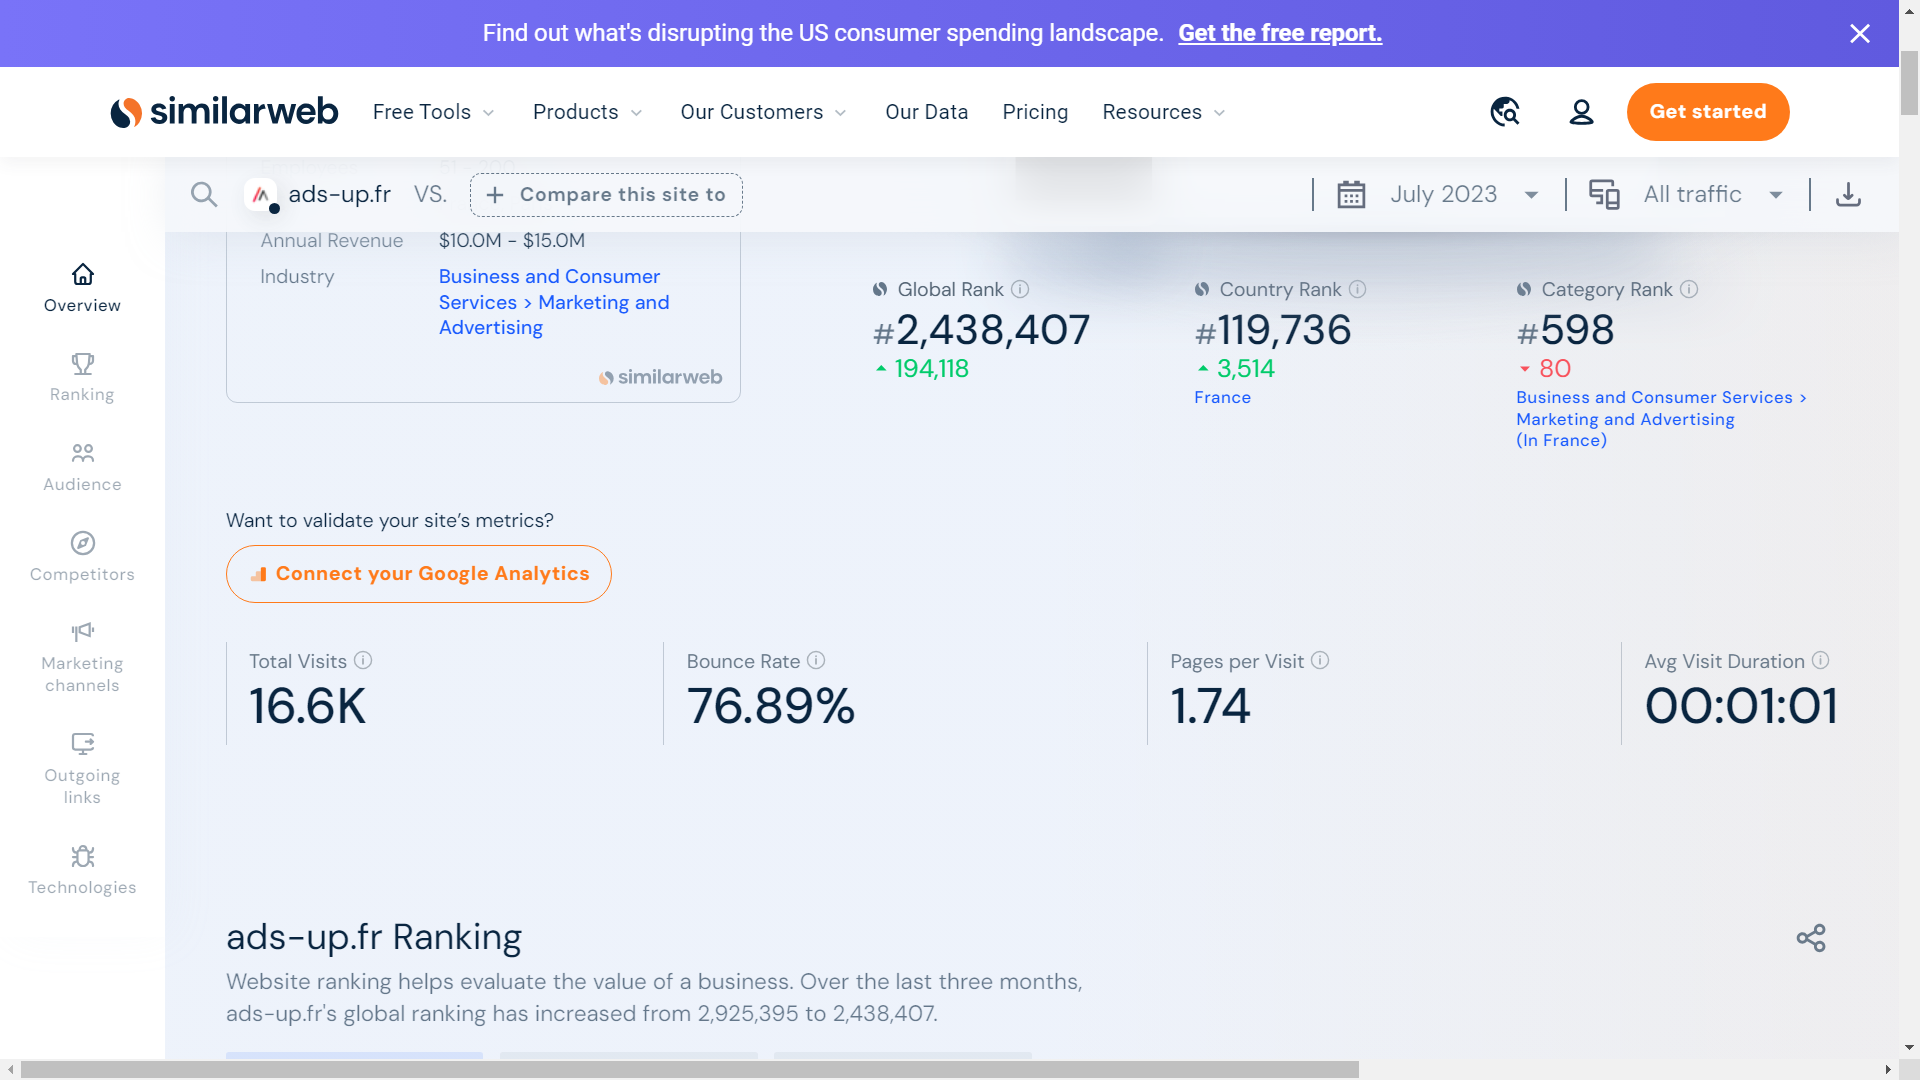 Find out what's disrupting the US consumer spending landscape. Get the free report.
similarweb Free Tools Products Our Customers Our Data Pricing Resources Get started
ads-up.fr VS. + Compare this site to July 2023 All traffic
Annual Revenue $10.0M - $15.0M
Industry Business and Consumer
Services > Marketing and
Advertising
similarweb
Global Rank
#2,438,407
194,118
Country Rank
#119,736
3,514
France
Category Rank
#598
80
Business and Consumer Services >
Marketing and Advertising
(In France)
Overview
Ranking
Audience
Competitors
Marketing
channels
Outgoing
links
Technologies
Want to validate your site’s metrics?
Connect your Google Analytics
Total Visits
16.6K
Bounce Rate
76.89%
Pages per Visit
1.74
Avg Visit Duration
00:01:01
ads-up.fr Ranking
Website ranking helps evaluate the value of a business. Over the last three months,
ads-up.fr's global ranking has increased from 2,925,395 to 2,438,407.